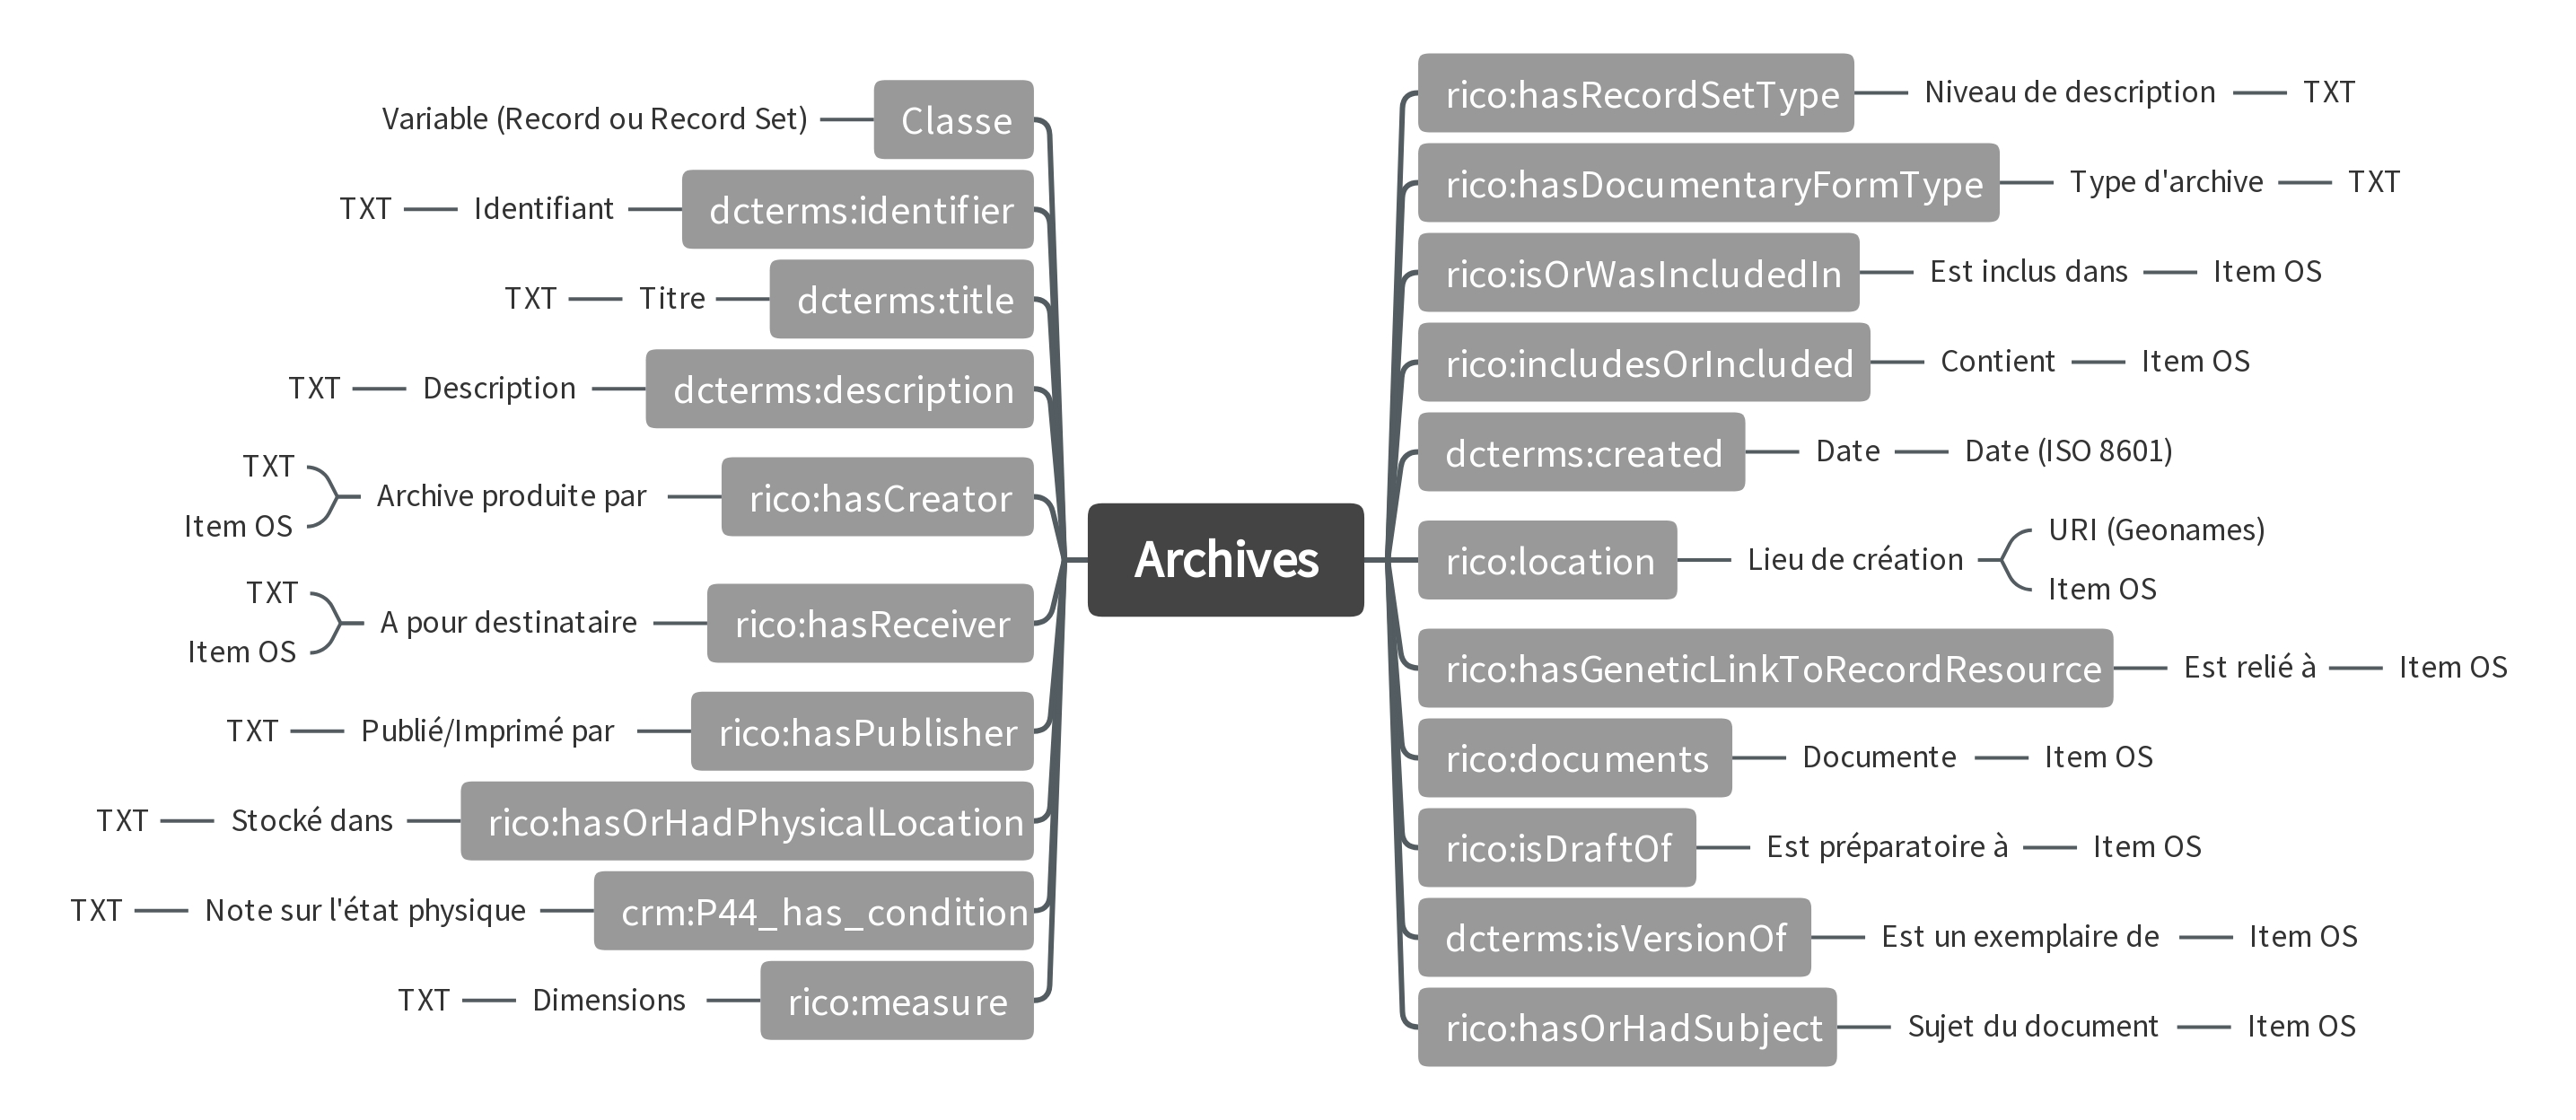 Archives
Classe
Variable (Record ou Record Set)
dcterms:identifier
Identifiant
TXT
dcterms:title
Titre
TXT
dcterms:description
Description
TXT
rico:hasCreator
Archive produite par
TXT
Item OS
rico:hasReceiver
A pour destinataire
TXT
Item OS
rico:hasPublisher
Publié/Imprimé par
TXT
rico:hasOrHadPhysicalLocation
Stocké dans
TXT
crm:P44_has_condition
Note sur l'état physique
TXT
rico:measure
Dimensions
TXT
rico:hasRecordSetType
Niveau de description
TXT
rico:hasDocumentaryFormType
Type d'archive
TXT
rico:isOrWasIncludedIn
Est inclus dans
Item OS
rico:includesOrIncluded
Contient
Item OS
dcterms:created
Date
Date (ISO 8601)
rico:location
Lieu de création
URI (Geonames)
Item OS
rico:hasGeneticLinkToRecordResource
Est relié à
Item OS
rico:documents
Documente
Item OS
rico:isDraftOf
Est préparatoire à
Item OS
dcterms:isVersionOf
Est un exemplaire de
Item OS
rico:hasOrHadSubject
Sujet du document
Item OS